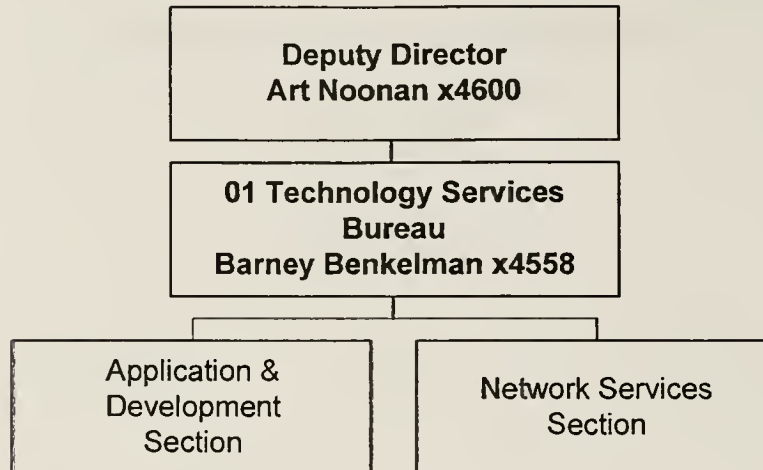 Deputy Director
Art Noonan x4600
01 Technology Services
Bureau
Barney Benkelman x4558
Application &
Development
Section
Network Services
Section